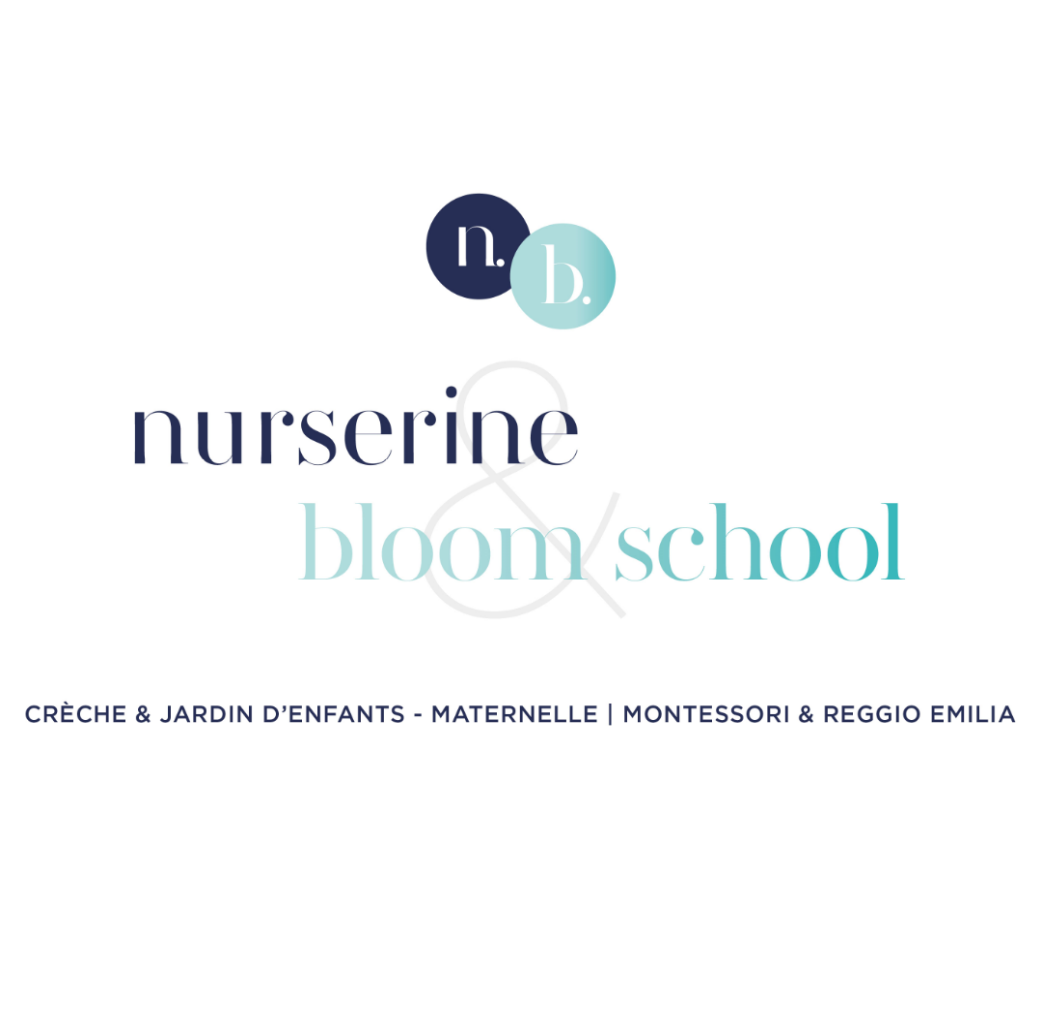 n. b.
nurserine
&
bloom school
CRÈCHE & JARDIN D’ENFANTS - MATERNELLE | MONTESSORI & REGGIO EMILIA